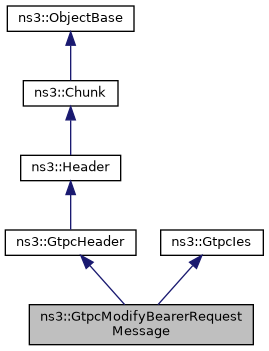 ns3::ObjectBase
ns3::Chunk
ns3::Header
ns3::GtpcHeader
ns3::GtpcIes
ns3::GtpcModifyBearerRequest
Message